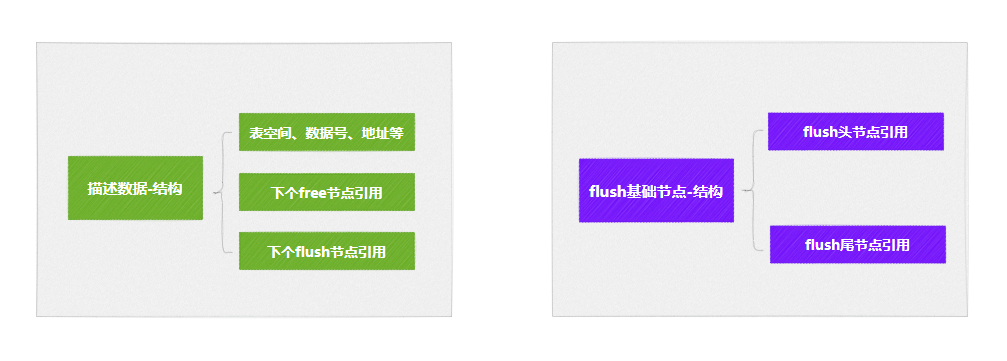 描述数据-结构
表空间、数据号、地址等
下个free节点引用
下个flush节点引用
flush基础节点-结构
flush头节点引用
flush尾节点引用